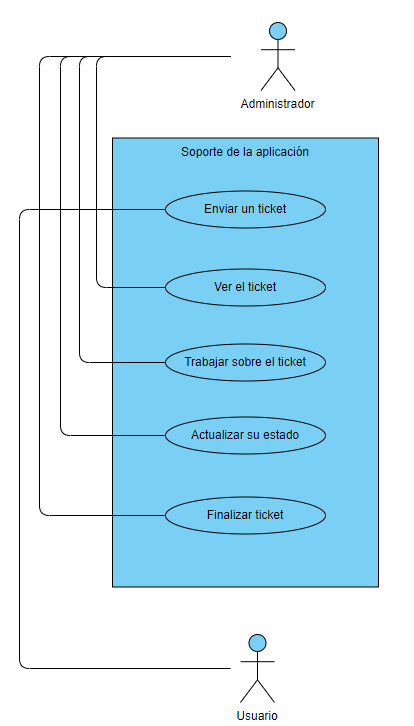 Administrador
Soporte de la aplicación
Enviar un ticket
Ver el ticket
Trabajar sobre el ticket
Actualizar su estado
Finalizar ticket
Usuario